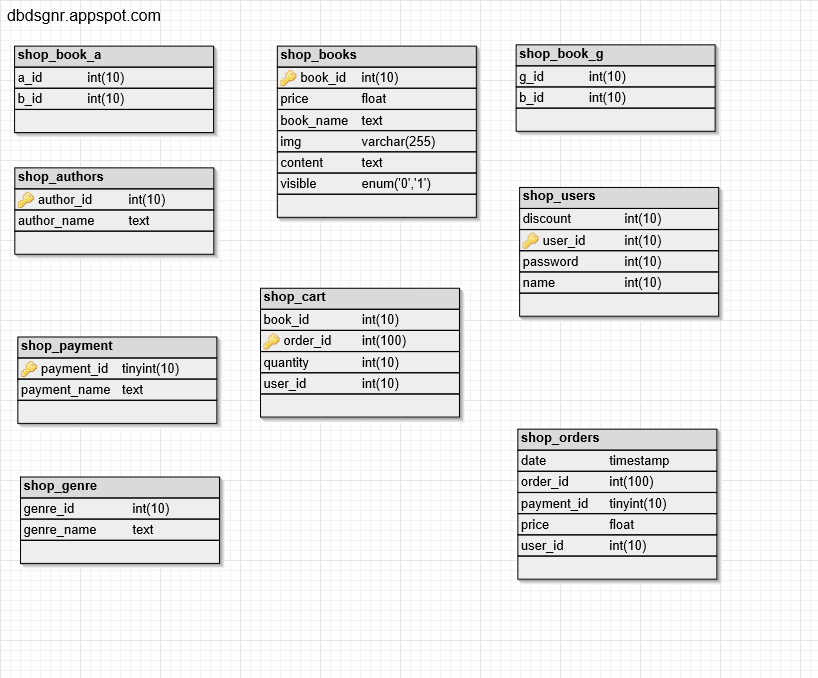 dbdsgnr.appspot.com
shop_book_a
a_id int(10)
b_id int(10)
shop_authors
author_id int(10)
author_name text
shop_payment
payment_id tinyint(10)
payment_name text
shop_genre
genre_id int(10)
genre_name text
shop_books
book_id int(10)
price float
book_name text
img varchar(255)
content text
visible enum('0','1')
shop_cart
book_id int(10)
order_id int(100)
quantity int(10)
user_id int(10)
shop_book_g
g_id int(10)
b_id int(10)
shop_users
discount int(10)
user_id int(10)
password int(10)
name int(10)
shop_orders
date timestamp
order_id int(100)
payment_id tinyint(10)
price float
user_id int(10)